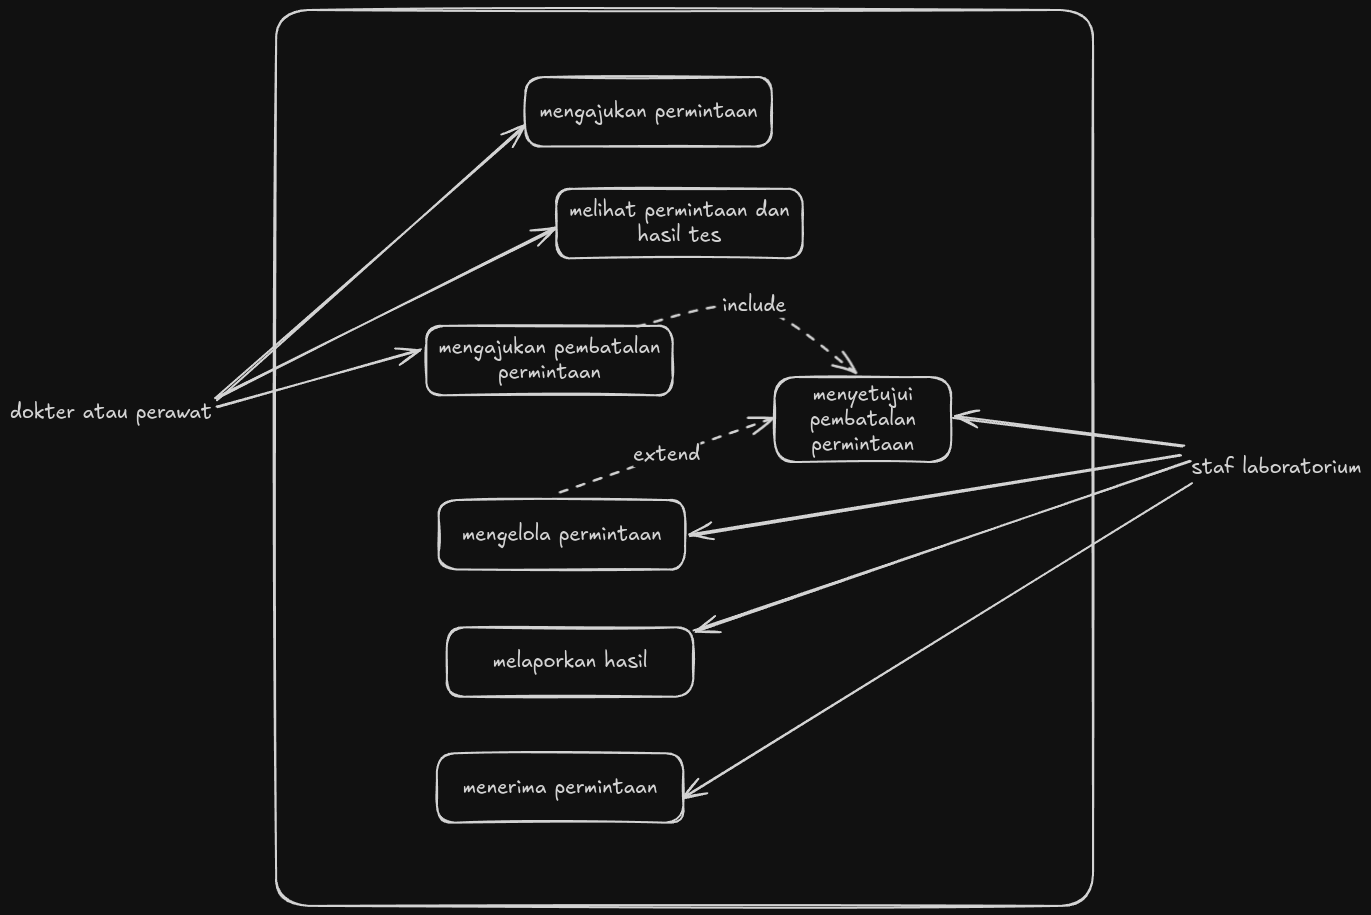 mengajukan permintaan
melihat permintaan dan
hasil tes
include
mengajukan pembatalan
permintaan
dokter atau perawat
menyetujui
pembatalan
permintaan
extend
staf laboratorium
mengelola permintaan
melaporkan hasil
menerima permintaan